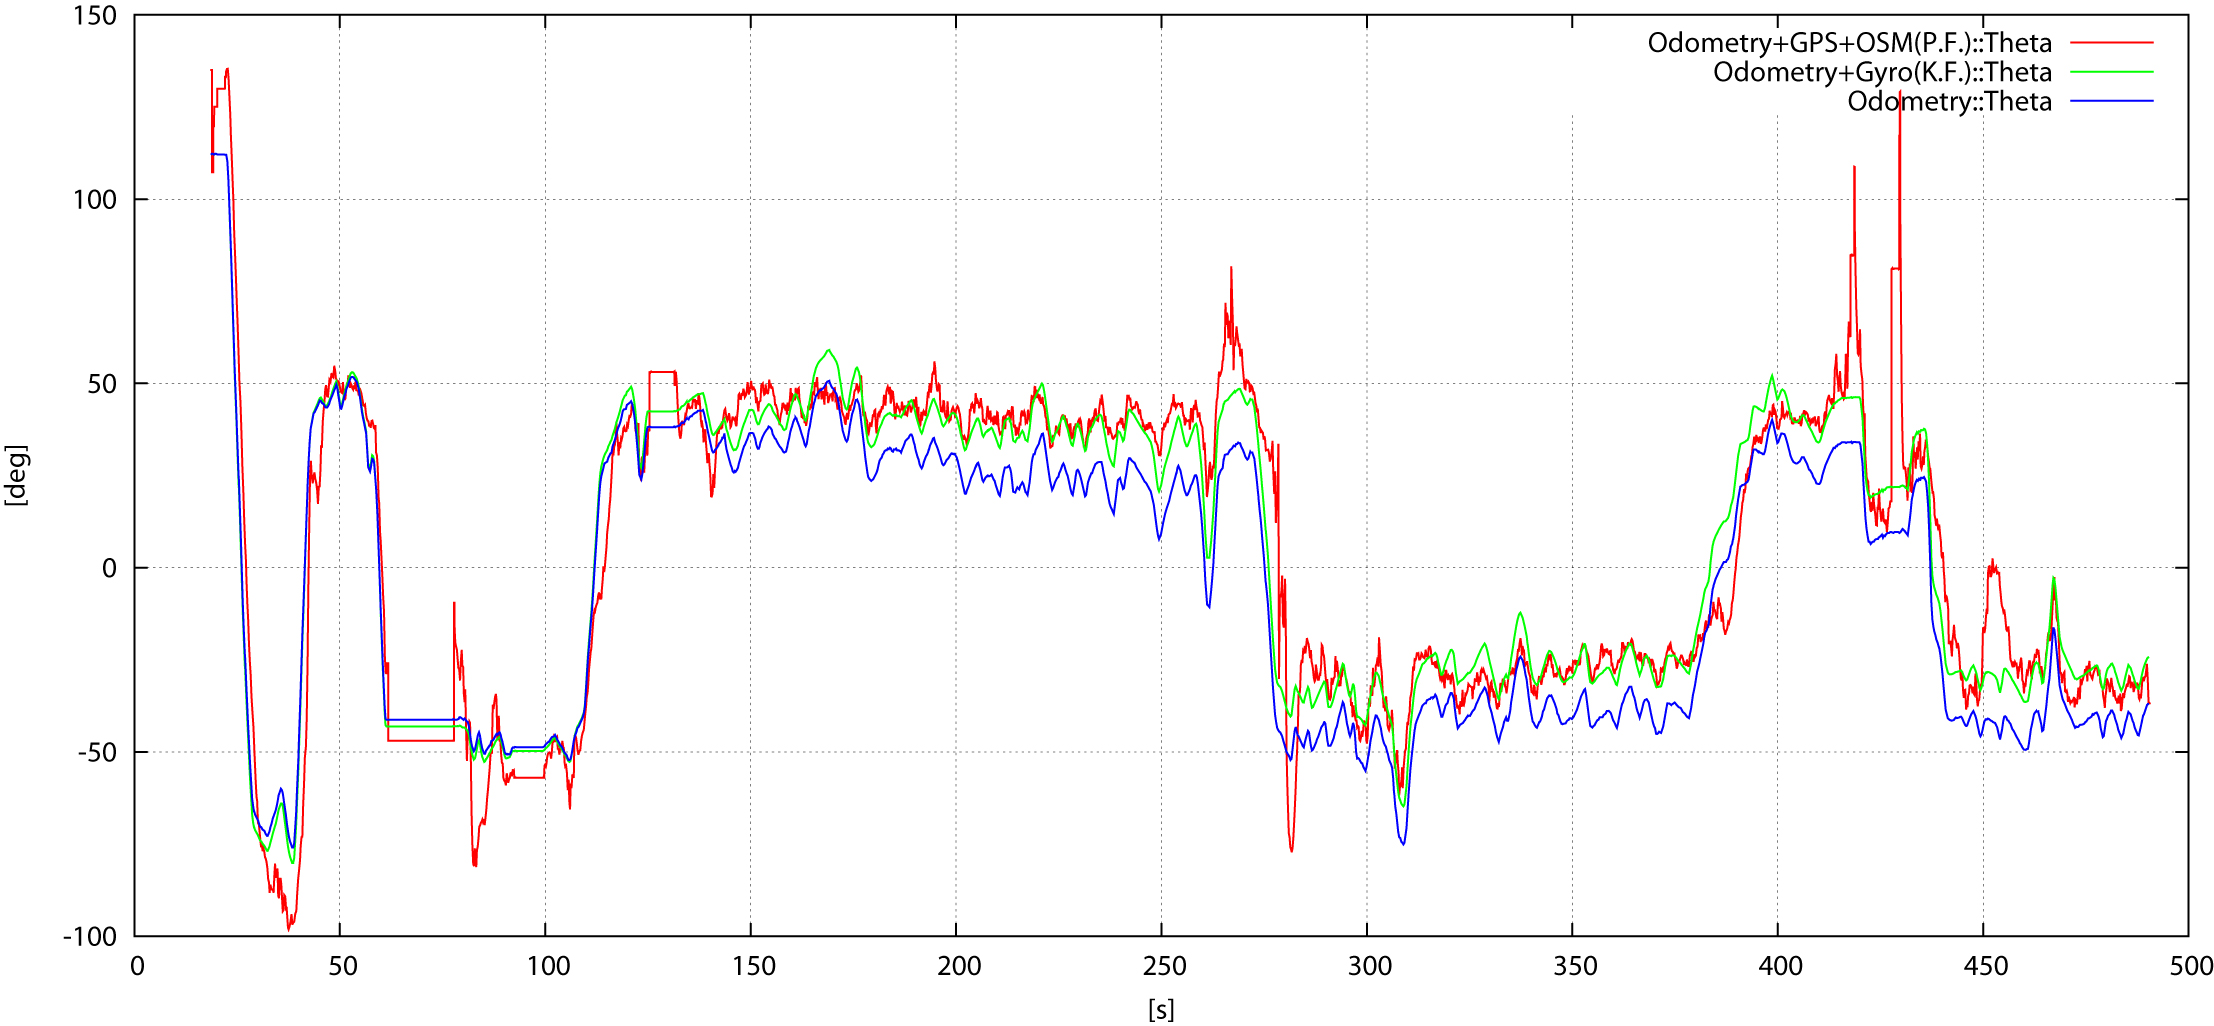 150
100
50
0
-50
-100
[deg]
Odometry+GPS+OSM(P.F.)::Theta
Odometry+Gyro(K.F.)::Theta
Odometry::Theta
0 50 100 150 200 250 300 350 400 450 500
[s]